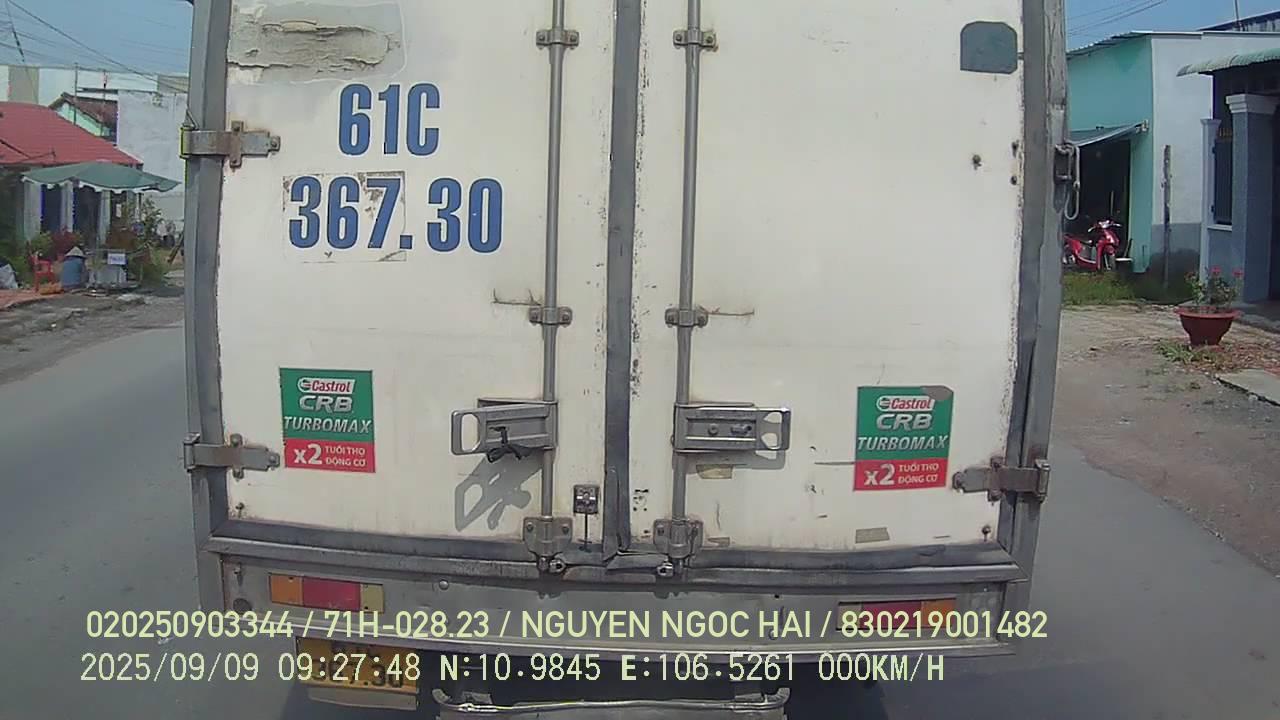 61C
367.30
Castrol
CRB
TURBOMAX
x2 TUỔI THỌ
ĐỘNG CƠ
Castrol
CRB
TURBOMAX
x2 TUỔI THỌ
ĐỘNG CƠ
020250903344 / 71H-028.23 / NGUYEN NGOC HAI / 830219001482
2025/09/09 09:27:48 N:10.9845 E:106.5261 000KM/H